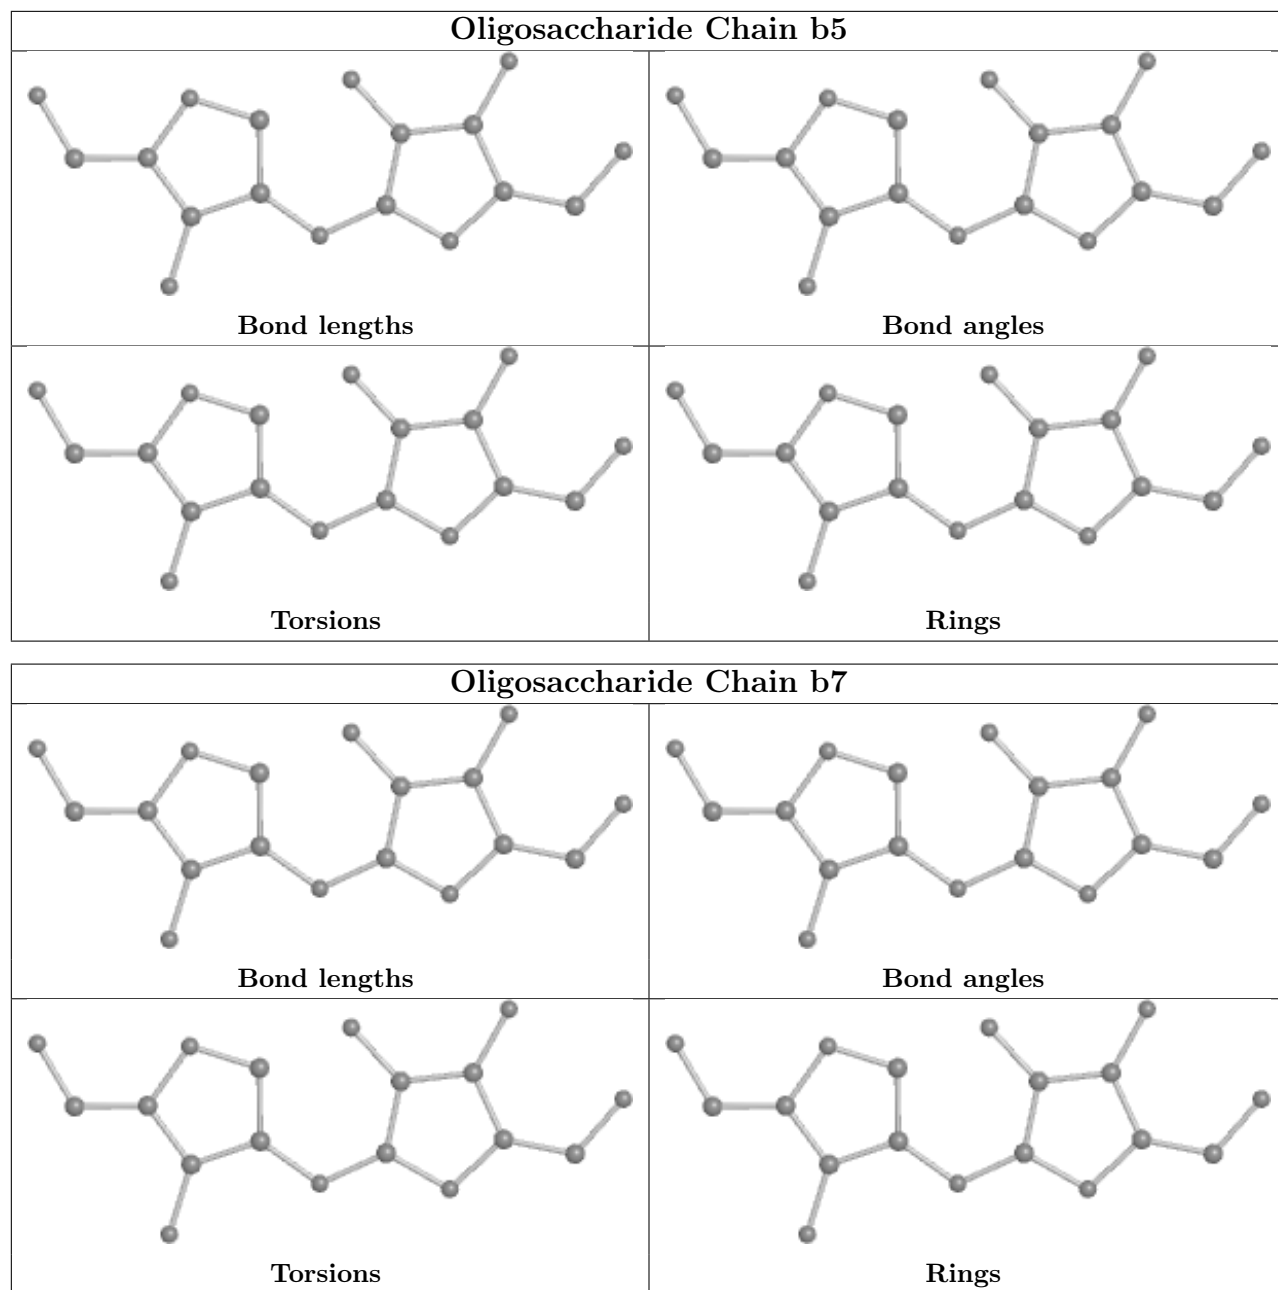 Oligosaccharide Chain b5
Bond lengths
Bond angles
Torsions
Rings
Oligosaccharide Chain b7
Bond lengths
Bond angles
Torsions
Rings